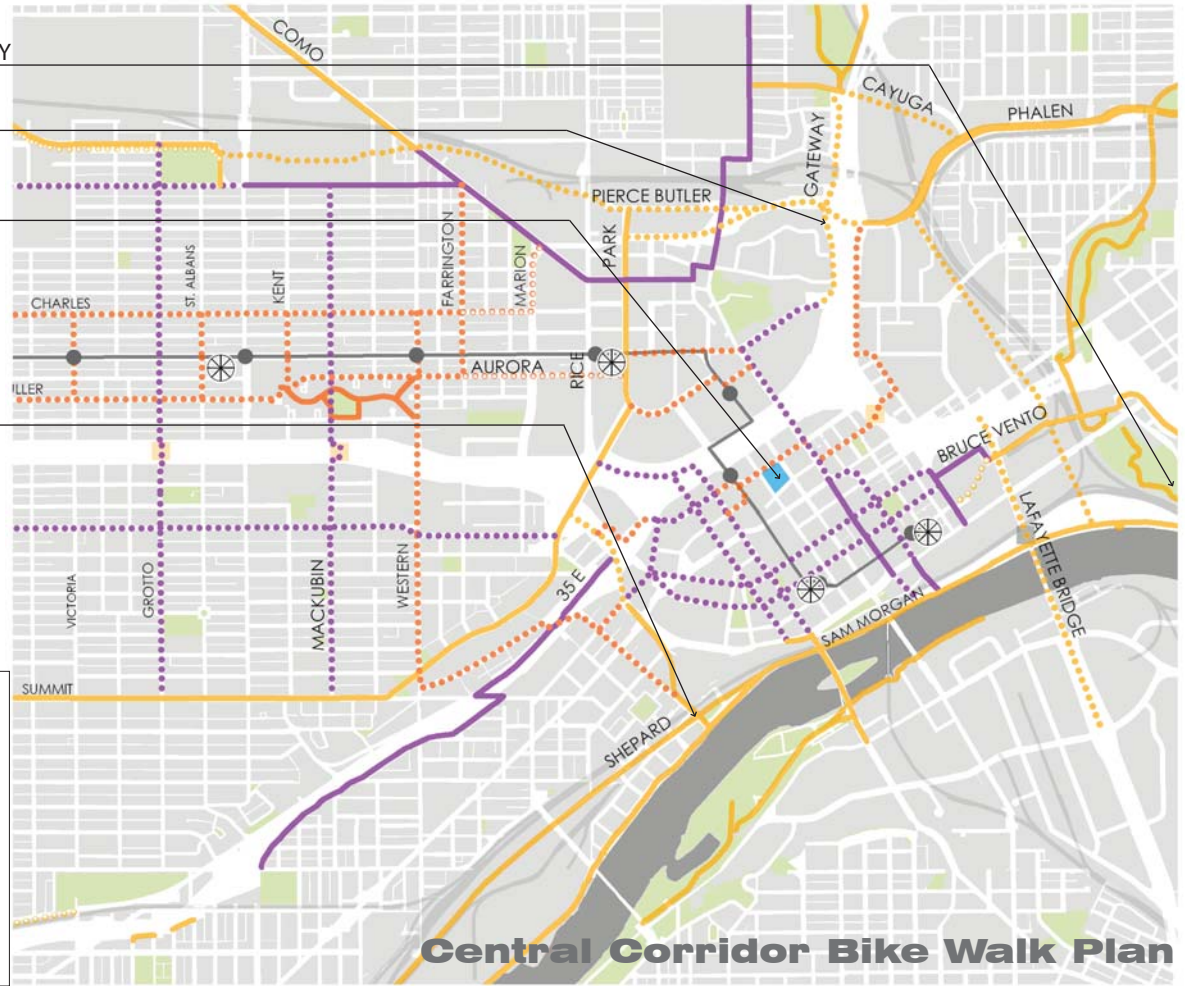 COMO
Y
CAYUGA
PHALEN
GATEWAY
PIERCE BUTLER
PARK
FARRINGTON
MARION
ST. ALBANS
KENT
CHARLES
AURORA
RICE
ULLER
BRUCE VENTO
LAFAYETTE BRIDGE
VICTORIA
GROTTO
MACKUBIN
WESTERN
35 E
SAM MORGAN
SUMMIT
SHEPARD
Central Corridor Bike Walk Plan